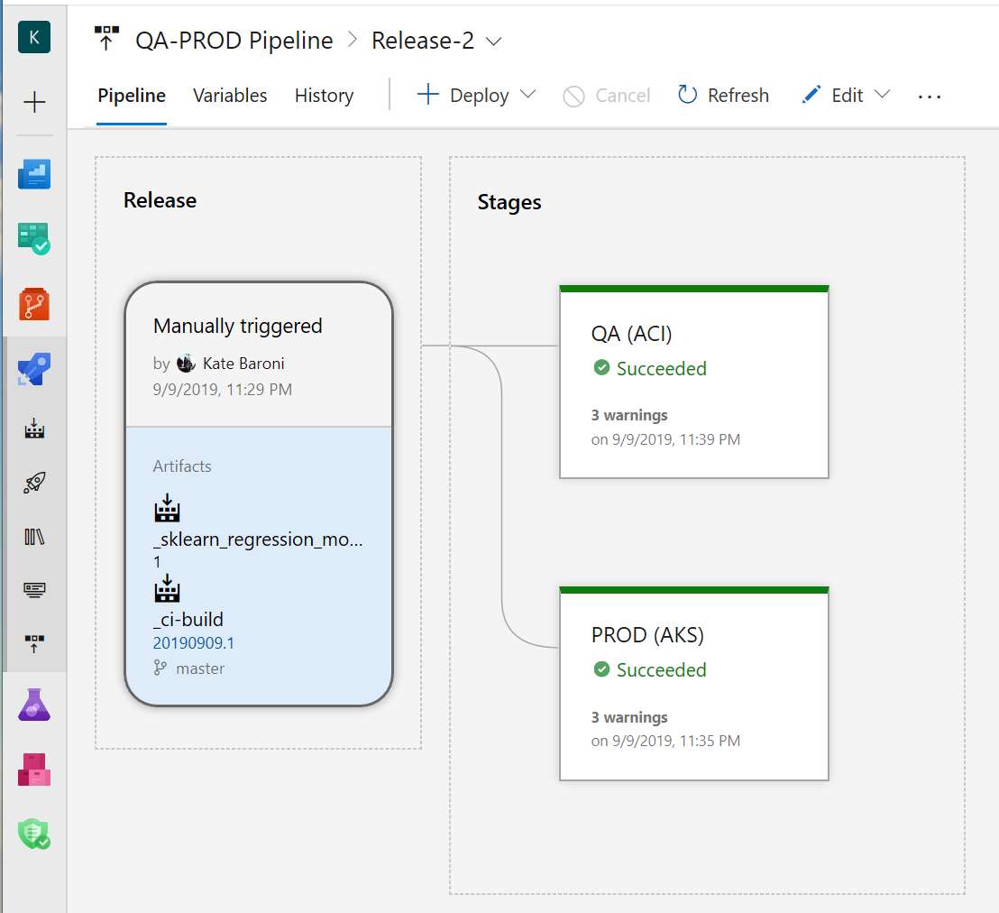 K
QA-PROD Pipeline > Release-2
Pipeline Variables History Deploy Cancel Refresh Edit ...
Release
Manually triggered
by Kate Baroni
9/9/2019, 11:29 PM
Artifacts
_sklearn_regression_mo...
1
_ci-build
20190909.1
master
Stages
QA (ACI)
Succeeded
3 warnings
on 9/9/2019, 11:39 PM
PROD (AKS)
Succeeded
3 warnings
on 9/9/2019, 11:35 PM